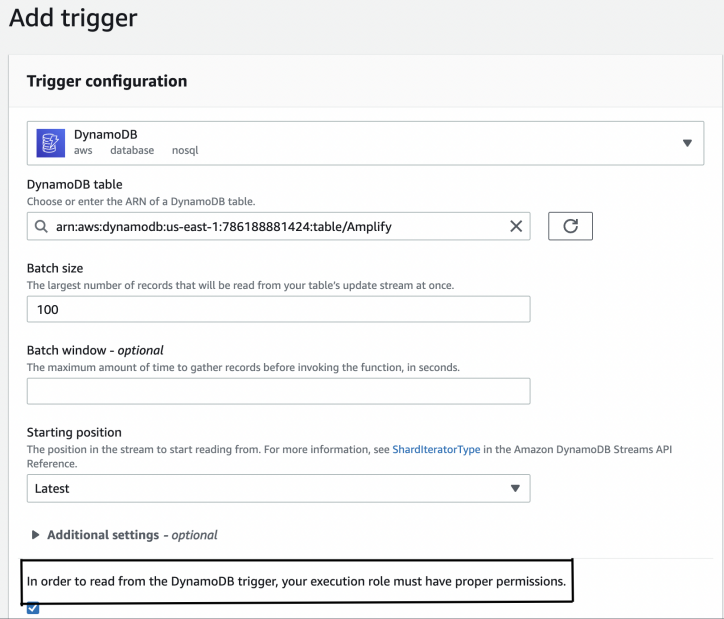 Add trigger
Trigger configuration
DynamoDB
aws database nosql
DynamoDB table
Choose or enter the ARN of a DynamoDB table.
arn:aws:dynamodb:us-east-1:786188881424:table/Amplify
Batch size
The largest number of records that will be read from your table's update stream at once.
100
Batch window - optional
The maximum amount of time to gather records before invoking the function, in seconds.
Starting position
The position in the stream to start reading from. For more information, see ShardIteratorType in the Amazon DynamoDB Streams API
Reference.
Latest
Additional settings - optional
In order to read from the DynamoDB trigger, your execution role must have proper permissions.